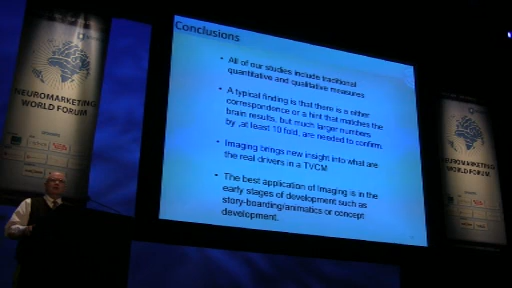 Conclusions
• All of our studies include traditional
quantitative and qualitative measures
• A typical finding is that there is a either
correspondence or a hint that matches the
brain results, but much larger numbers
by ,at least 10 fold, are needed to confirm.
• Imaging brings new insight into what are
the real drivers in a TVCM
• The best application of Imaging is in the
early stages of development such as
story-boarding/animatics or concept
development.
NEUROMARKETING
WORLD FORUM
NEUROMARKETING
WORLD FORUM